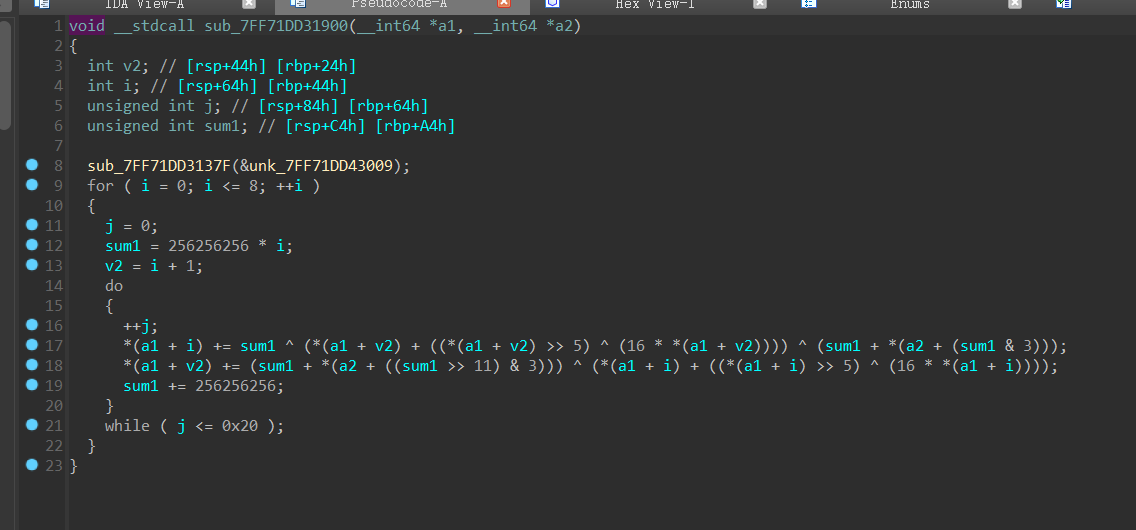 IDA View-A Pseudocode-A Hex View-1 Enums
1 void __stdcall sub_7FF71DD31900(__int64 *a1, __int64 *a2)
2 {
3 int v2; // [rsp+44h] [rbp+24h]
4 int i; // [rsp+64h] [rbp+44h]
5 unsigned int j; // [rsp+84h] [rbp+64h]
6 unsigned int sum1; // [rsp+C4h] [rbp+A4h]
7
8 sub_7FF71DD3137F(&unk_7FF71DD43009);
9 for ( i = 0; i <= 8; ++i )
10 {
11 j = 0;
12 sum1 = 256256256 * i;
13 v2 = i + 1;
14 do
15 {
16 ++j;
17 *(a1 + i) += sum1 ^ (*(a1 + v2) + ((*(a1 + v2) >> 5) ^ (16 * *(a1 + v2)))) ^ (sum1 + *(a2 + (sum1 & 3)));
18 *(a1 + v2) += (sum1 + *(a2 + ((sum1 >> 11) & 3))) ^ (*(a1 + i) + ((*(a1 + i) >> 5) ^ (16 * *(a1 + i))));
19 sum1 += 256256256;
20 }
21 while ( j <= 0x20 );
22 }
23 }